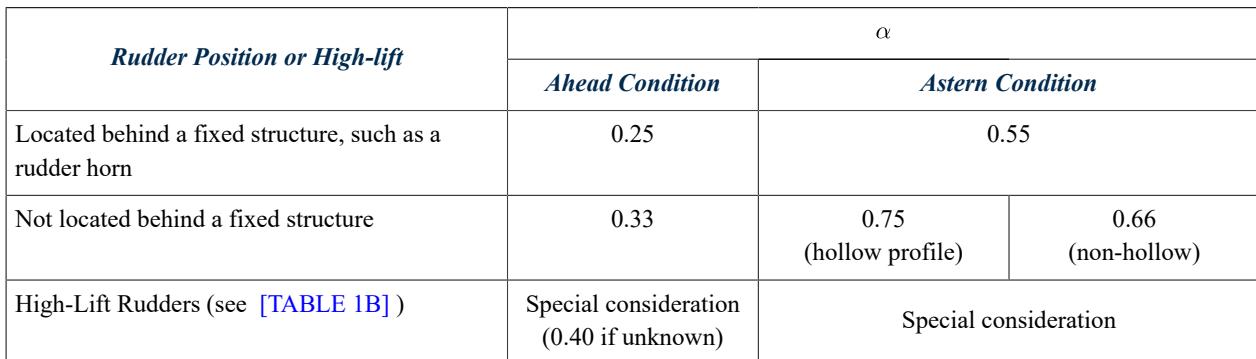 α
Rudder Position or High-lift
Ahead Condition
Astern Condition
Located behind a fixed structure, such as a
rudder horn
0.25
0.55
Not located behind a fixed structure
0.33
0.75
(hollow profile)
0.66
(non-hollow)
High-Lift Rudders (see [TABLE 1B] )
Special consideration
(0.40 if unknown)
Special consideration